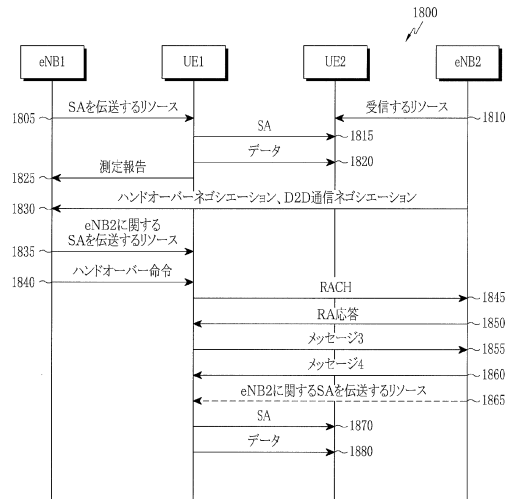 1800
eNB1
UE1
UE2
eNB2
1805
SAを伝送するリソース
受信するリソース
1810
SA
1815
データ
1820
測定報告
1825
ハンドオーバーネゴシエーション、D2D通信ネゴシエーション
1830
eNB2に関する
SAを伝送するリソース
1835
ハンドオーバー命令
1840
RACH
1845
RA応答
1850
メッセージ3
1855
メッセージ4
1860
eNB2に関するSAを伝送するリソース
1865
SA
1870
データ
1880